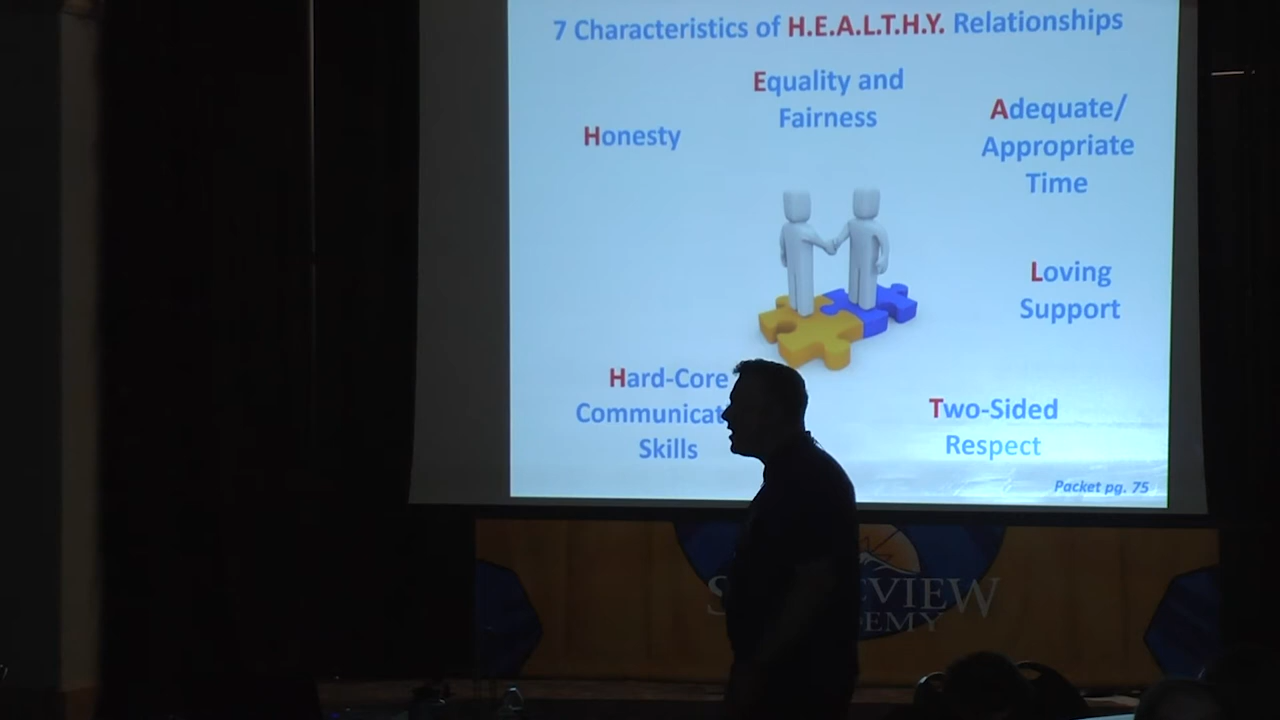 7 Characteristics of H.E.A.L.T.H.Y. Relationships
Equality and
Fairness
Honesty
Adequate/
Appropriate
Time
Loving
Support
Two-Sided
Respect
Hard-Core
Skills
Packet pg. 75